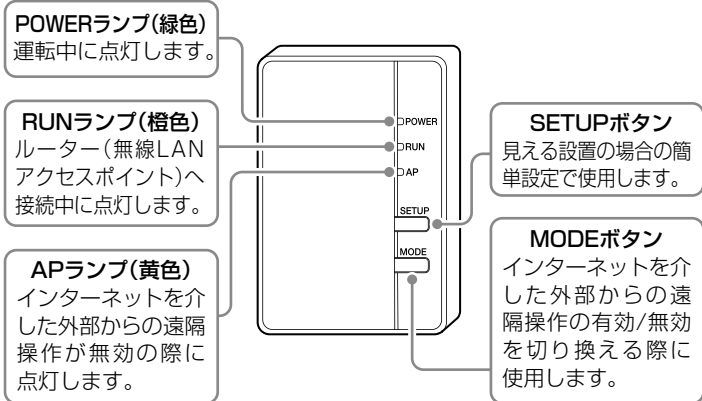 POWERランプ(緑色)
運転中に点灯します。
RUNランプ(橙色)
ルーター(無線LAN
アクセスポイント)へ
接続中に点灯します。
APランプ(黄色)
インターネットを介
した外部からの遠隔
操作が無効の際に
点灯します。
POWER
RUN
AP
SETUP
MODE
SETUPボタン
見える設置の場合の簡
単設定で使用します。
MODEボタン
インターネットを介
した外部からの遠
隔操作の有効/無効
を切り換える際に
使用します。